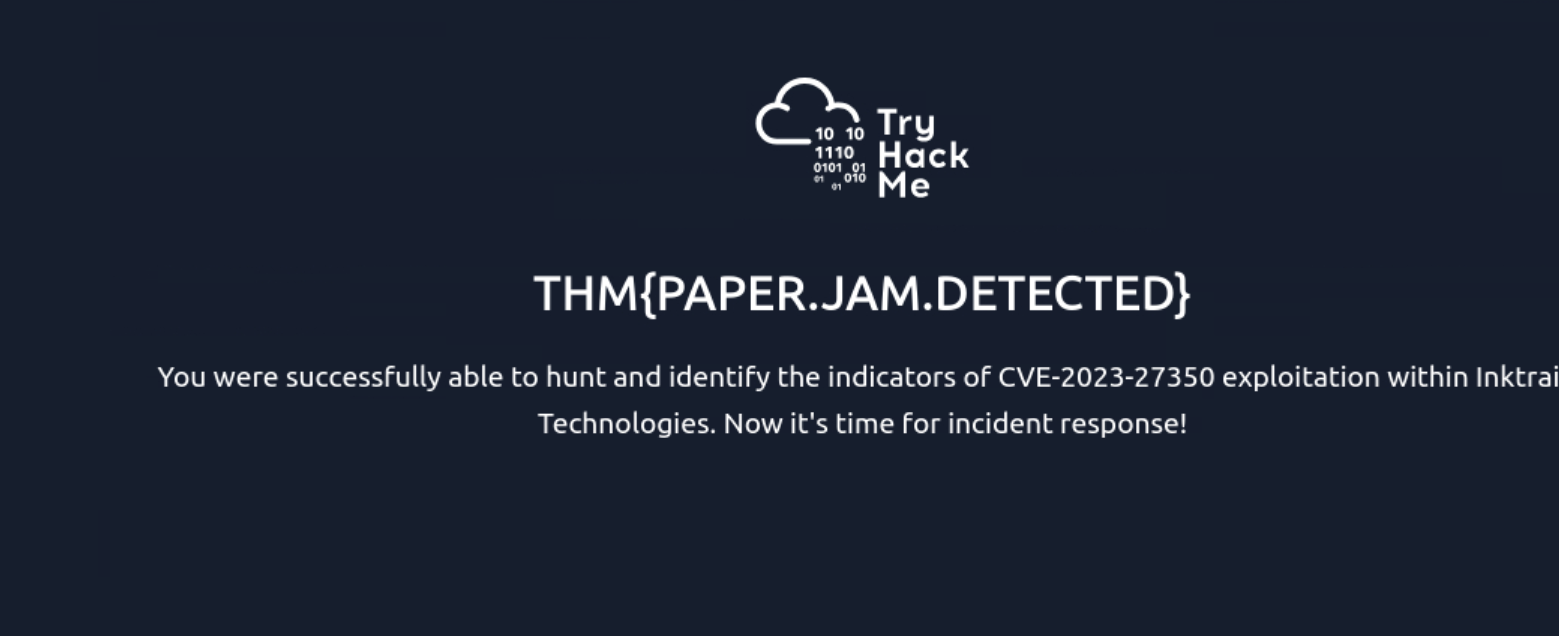 10 10
1110
0101 01
01 010
01
Try
Hack
Me
THM{PAPER.JAM.DETECTED}
You were successfully able to hunt and identify the indicators of CVE-2023-27350 exploitation within Inktrai
Technologies. Now it's time for incident response!